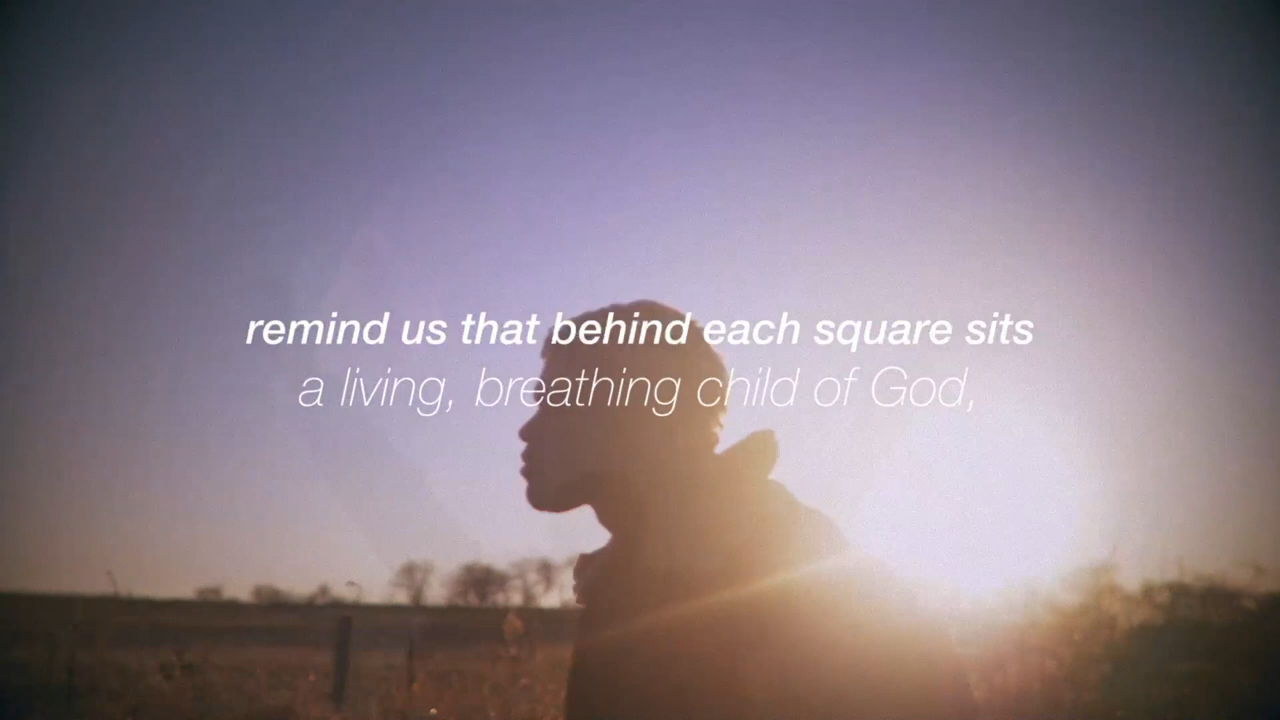 remind us that behind each square sits
a living, breathing child of God,